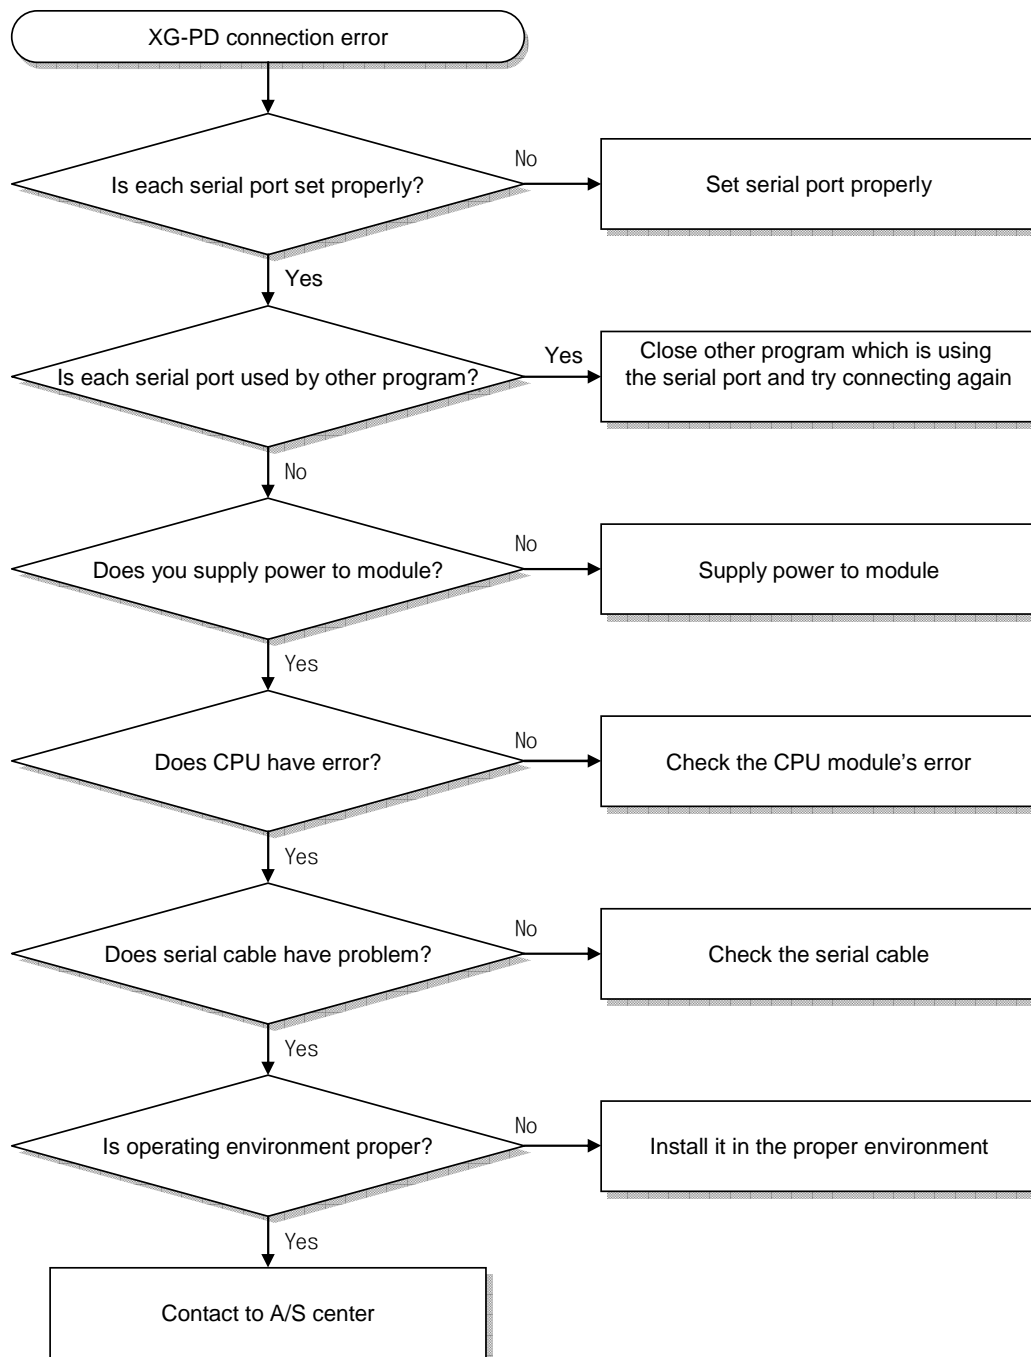 XG-PD connection error
Is each serial port set properly?
No
Set serial port properly
Yes
Is each serial port used by other program?
Yes
Close other program which is using
the serial port and try connecting again
No
Does you supply power to module?
No
Supply power to module
Yes
Does CPU have error?
No
Check the CPU module’s error
Yes
Does serial cable have problem?
No
Check the serial cable
Yes
Is operating environment proper?
No
Install it in the proper environment
Yes
Contact to A/S center